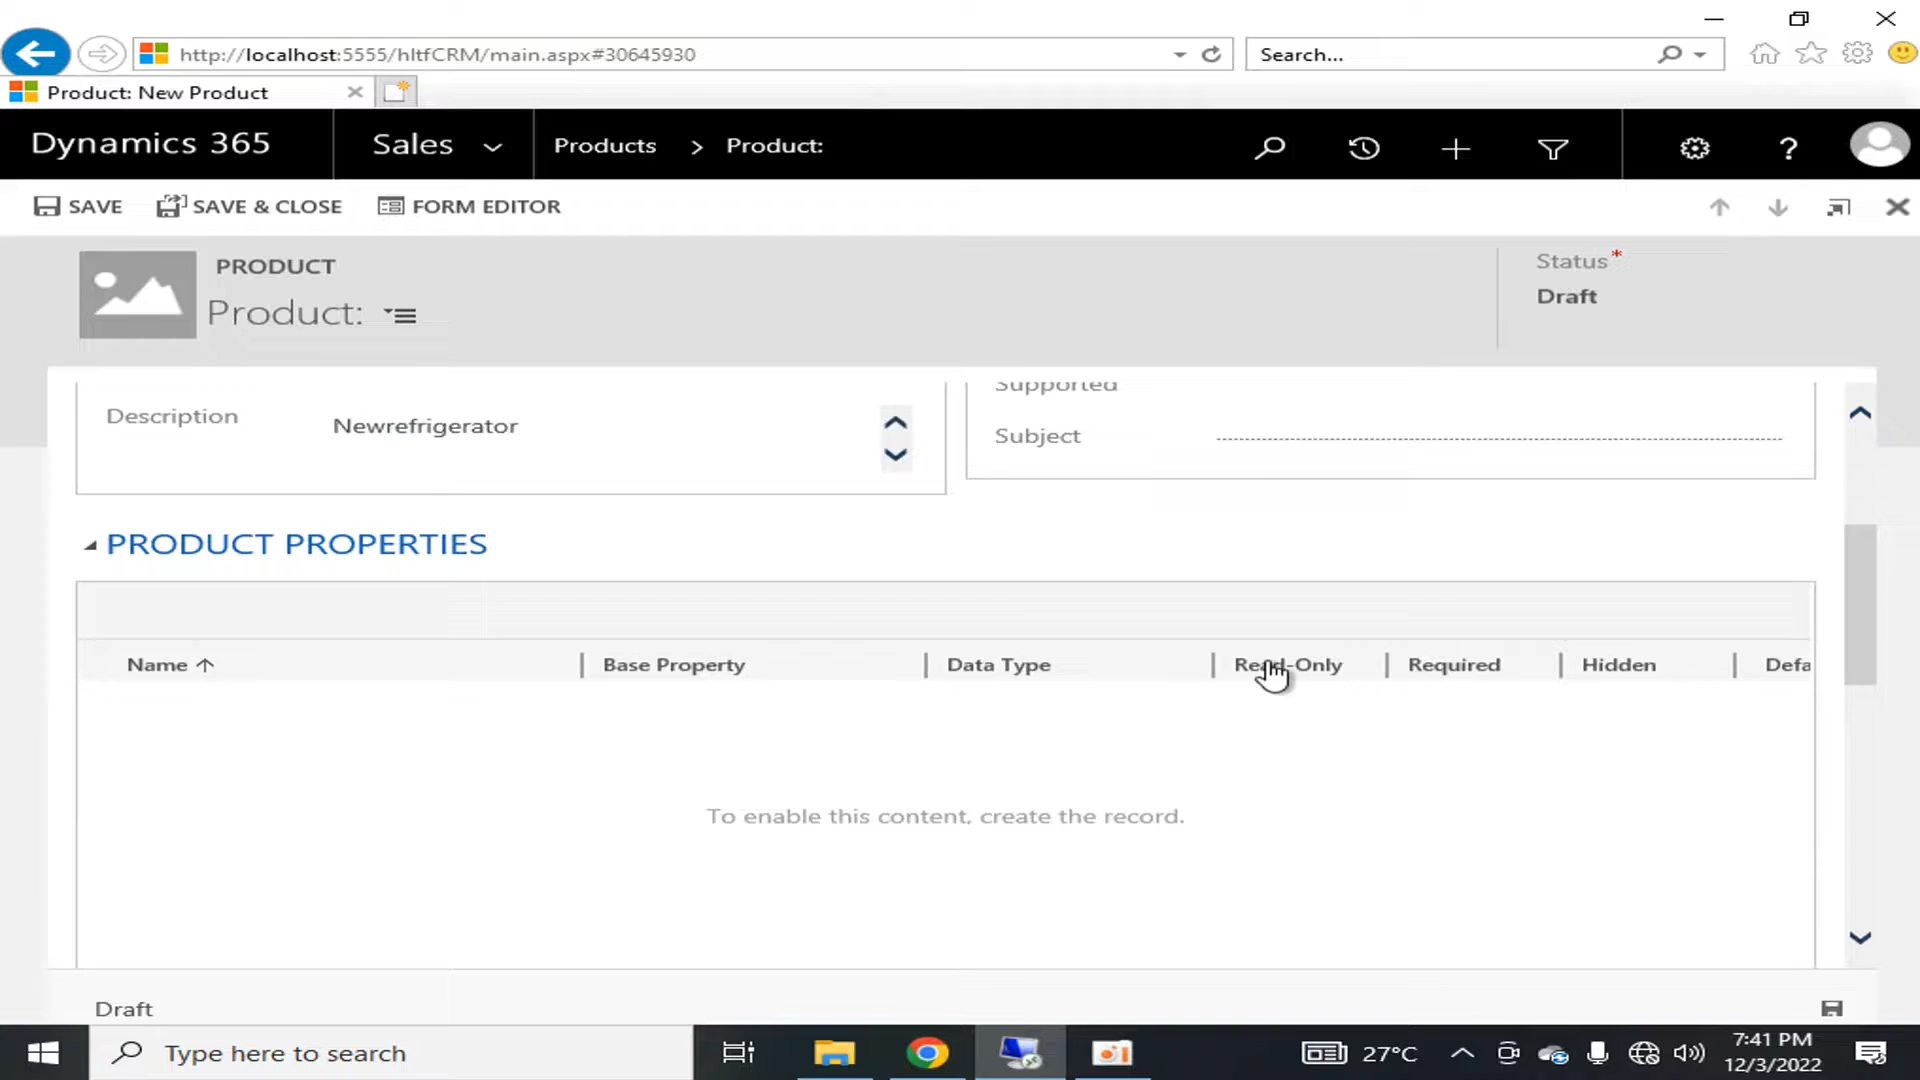 http://localhost:5555/hltfCRM/main.aspx#30645930
Search...
Product: New Product
Dynamics 365
Sales
Products > Product:
SAVE
SAVE & CLOSE
FORM EDITOR
PRODUCT
Product:
Status*
Draft
Description
Newrefrigerator
Supported
Subject
PRODUCT PROPERTIES
Name
Base Property
Data Type
Read-Only
Required
Hidden
Defa
To enable this content, create the record.
Draft
Type here to search
27°C
7:41 PM
12/3/2022